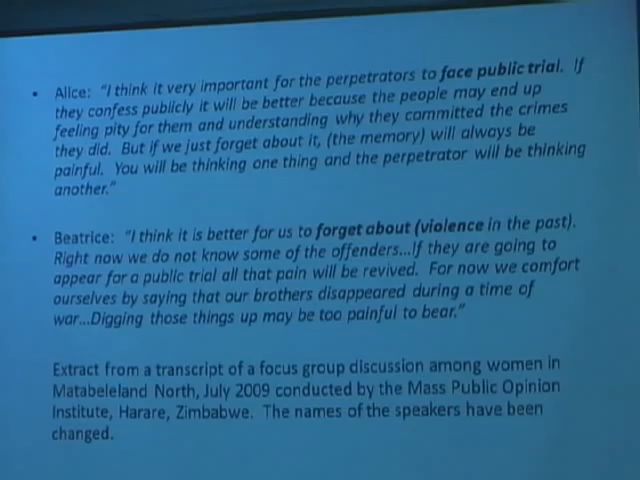 • Alice: "I think it very important for the perpetrators to face public trial. If
they confess publicly it will be better because the people may end up
feeling pity for them and understanding why they committed the crimes
they did. But if we just forget about it, (the memory) will always be
painful. You will be thinking one thing and the perpetrator will be thinking
another."
• Beatrice: "I think it is better for us to forget about (violence in the past).
Right now we do not know some of the offenders...If they are going to
appear for a public trial all that pain will be revived. For now we comfort
ourselves by saying that our brothers disappeared during a time of
war...Digging those things up may be too painful to bear."
Extract from a transcript of a focus group discussion among women in
Matabeleland North, July 2009 conducted by the Mass Public Opinion
Institute, Harare, Zimbabwe. The names of the speakers have been
changed.